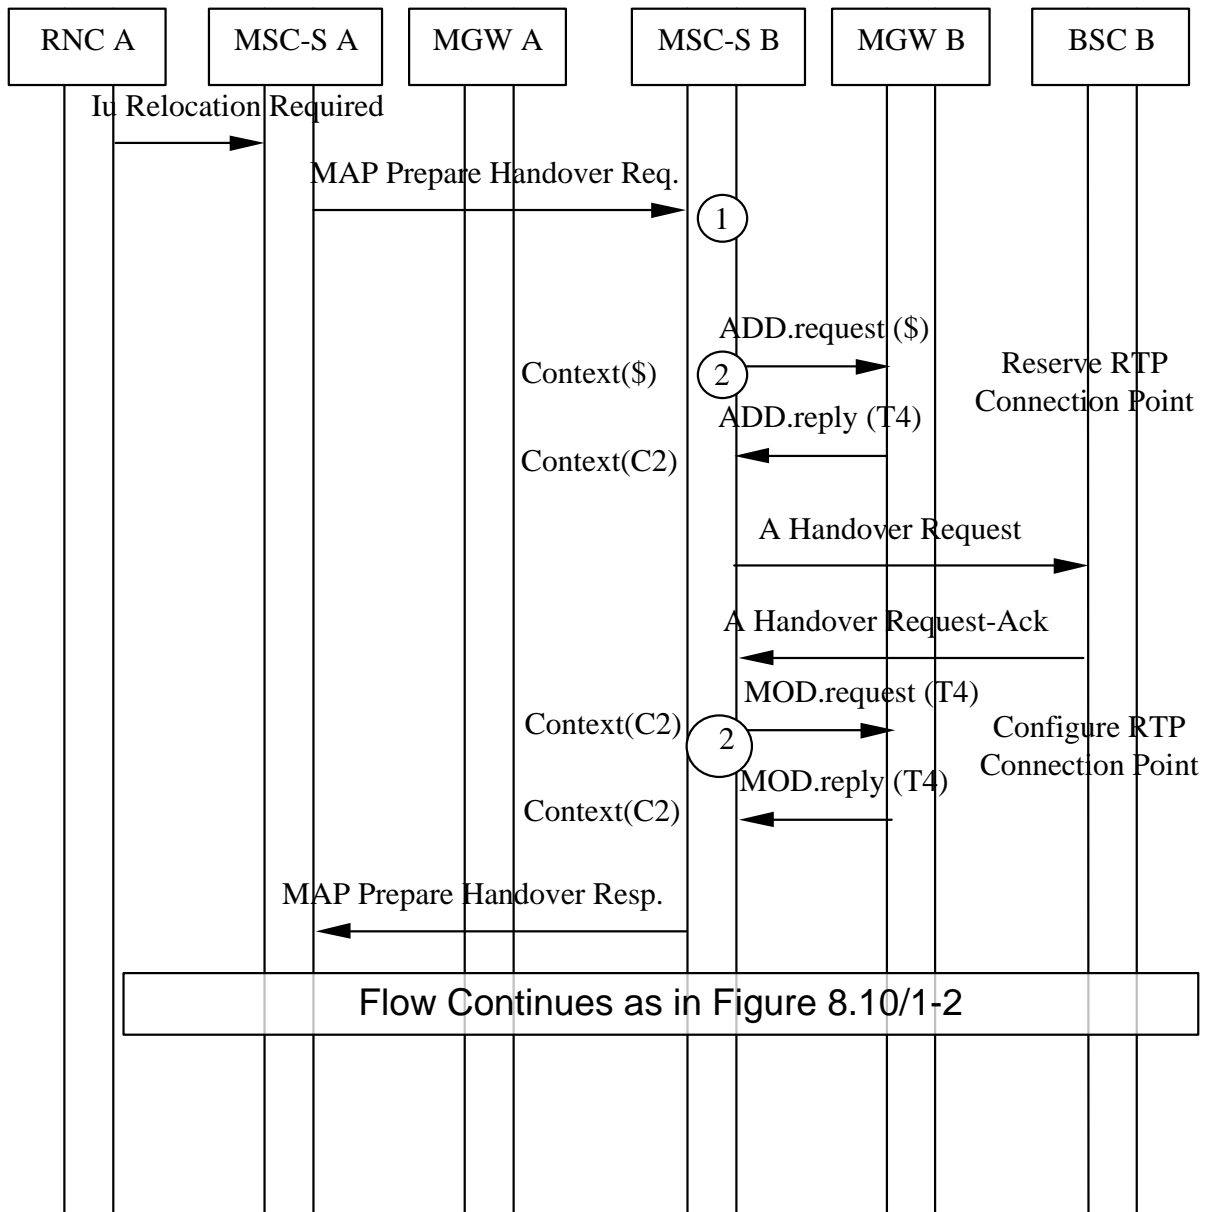 RNC A
MSC-S A
MGW A
MSC-S B
MGW B
BSC B
Iu Relocation Required
MAP Prepare Handover Req.
1
ADD.request ($)
Context($)
2
Reserve RTP
Connection Point
ADD.reply (T4)
Context(C2)
A Handover Request
A Handover Request-Ack
MOD.request (T4)
Context(C2)
2
Configure RTP
Connection Point
MOD.reply (T4)
Context(C2)
MAP Prepare Handover Resp.
Flow Continues as in Figure 8.10/1-2